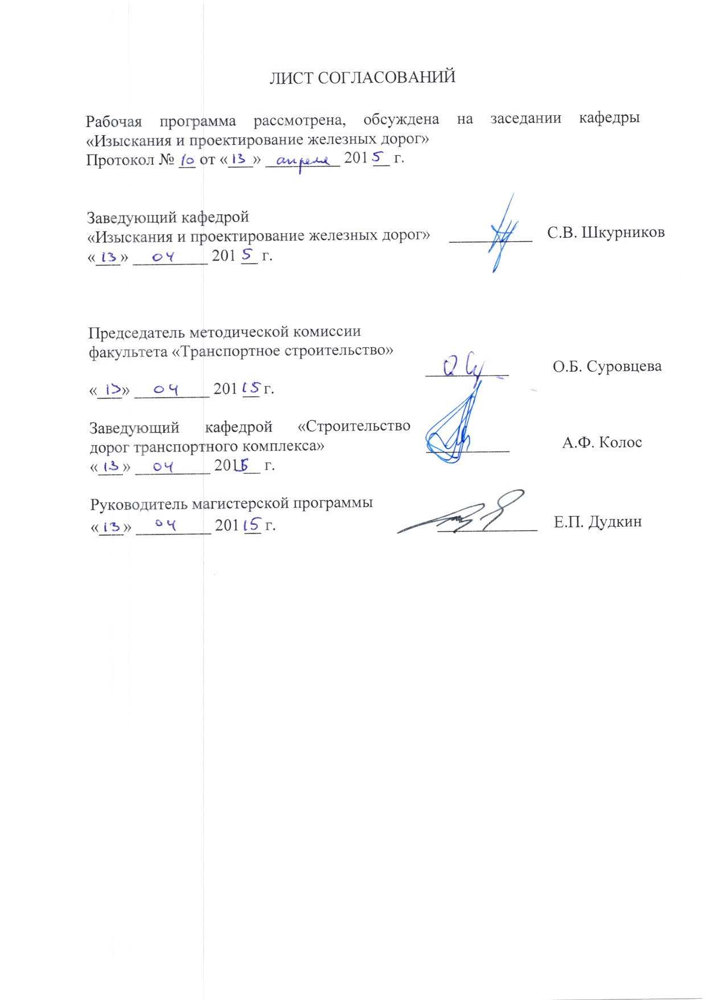 ЛИСТ СОГЛАСОВАНИЙ
Рабочая программа рассмотрена, обсуждена на заседании кафедры
«Изыскания и проектирование железных дорог»
Протокол № 10 от «13» апреля 2015 г.
Заведующий кафедрой
«Изыскания и проектирование железных дорог» С.В. Шкурников
«13» 04 2015 г.
Председатель методической комиссии
факультета «Транспортное строительство»
О.Б. Суровцева
«13» 04 20115 г.
Заведующий кафедрой «Строительство
дорог транспортного комплекса» А.Ф. Колос
«13» 04 2015 г.
Руководитель магистерской программы
«13» 04 20115 г. Е.П. Дудкин